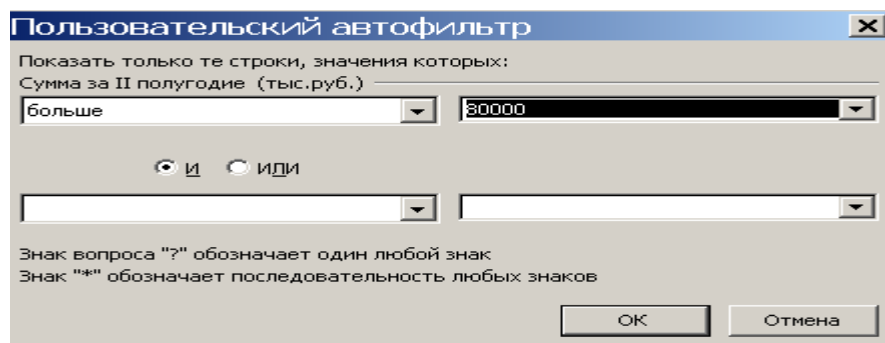 Пользовательский автофильтр
Показать только те строки, значения которых:
Сумма за II полугодие (тыс.руб.)
больше 80000
И ИЛИ
Знак вопроса "?" обозначает один любой знак
Знак "*" обозначает последовательность любых знаков
ОК Отмена